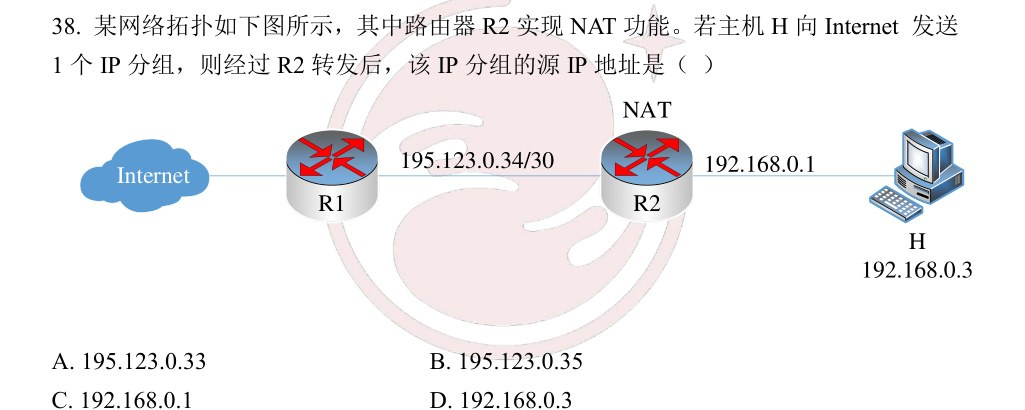 38. 某网络拓扑如下图所示，其中路由器 R2 实现 NAT 功能。若主机 H 向 Internet 发送
1 个 IP 分组，则经过 R2 转发后，该 IP 分组的源 IP 地址是（ ）
NAT
Internet
195.123.0.34/30
192.168.0.1
R1
R2
H
192.168.0.3
A. 195.123.0.33
B. 195.123.0.35
C. 192.168.0.1
D. 192.168.0.3